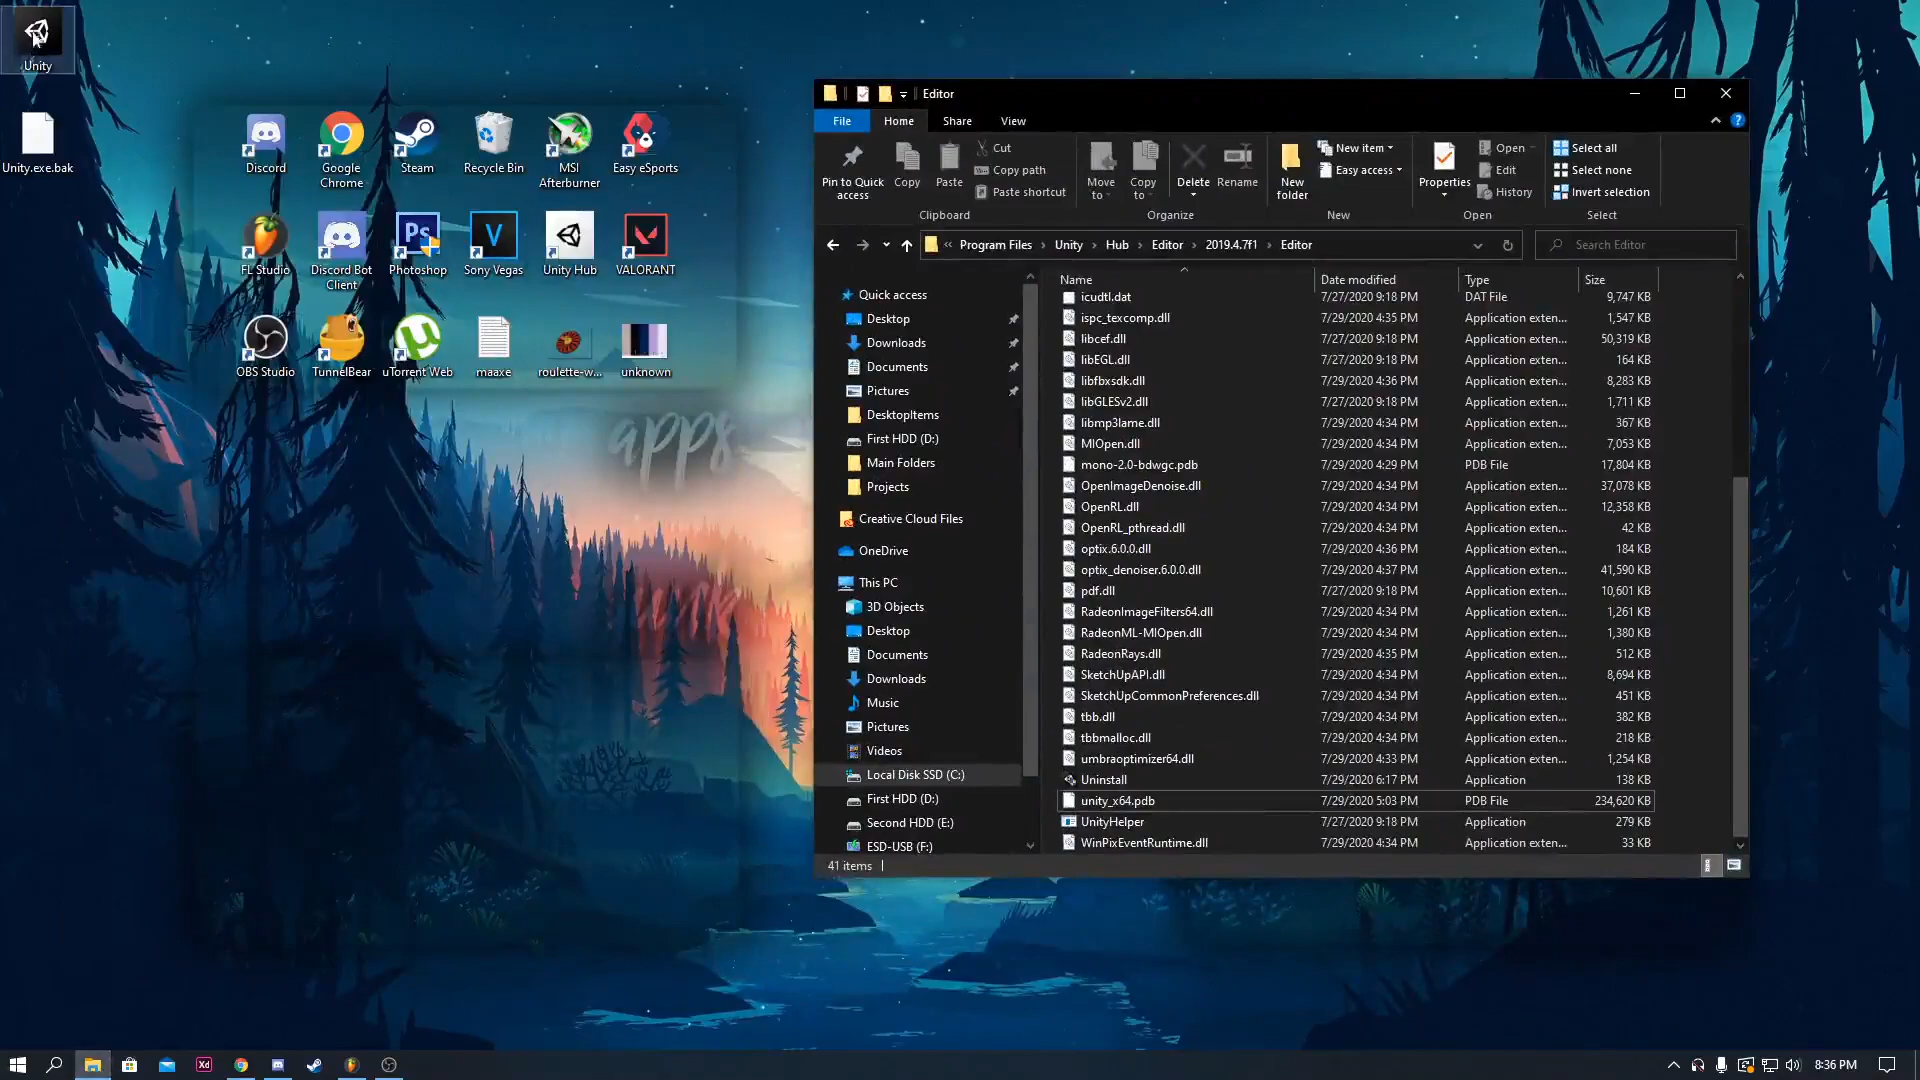 Unity
Unity.exe.bak
Discord
Google Chrome
Steam
Recycle Bin
MSI Afterburner
Easy eSports
FL Studio
Discord Bot Client
Photoshop
Sony Vegas
Unity Hub
VALORANT
OBS Studio
TunnelBear
uTorrent Web
maaxe
roulette-w...
unknown
apps
Editor
File Home Share View
Pin to Quick access
Copy
Paste
Cut
Copy path
Paste shortcut
Clipboard
Move to
Copy to
Delete
Rename
Organize
New folder
New item
Easy access
New
Properties
Open
Edit
History
Open
Select all
Select none
Invert selection
Select
« Program Files › Unity › Hub › Editor › 2019.4.7f1 › Editor
Search Editor
Quick access
Desktop
Downloads
Documents
Pictures
DesktopItems
First HDD (D:)
Main Folders
Projects
Creative Cloud Files
OneDrive
This PC
3D Objects
Desktop
Documents
Downloads
Music
Pictures
Videos
Local Disk SSD (C:)
First HDD (D:)
Second HDD (E:)
ESD-USB (F:)
Name Date modified Type Size
icudtl.dat 7/27/2020 9:18 PM DAT File 9,747 KB
ispc_texcomp.dll 7/29/2020 4:35 PM Application exten... 1,547 KB
libcef.dll 7/27/2020 9:18 PM Application exten... 50,319 KB
libEGL.dll 7/27/2020 9:18 PM Application exten... 164 KB
libfbxsdk.dll 7/29/2020 4:36 PM Application exten... 8,283 KB
libGLESv2.dll 7/27/2020 9:18 PM Application exten... 1,711 KB
libmp3lame.dll 7/29/2020 4:34 PM Application exten... 367 KB
MIOpen.dll 7/29/2020 4:34 PM Application exten... 7,053 KB
mono-2.0-bdwgc.pdb 7/29/2020 4:29 PM PDB File 17,804 KB
OpenImageDenoise.dll 7/29/2020 4:34 PM Application exten... 37,078 KB
OpenRL.dll 7/29/2020 4:34 PM Application exten... 12,358 KB
OpenRL_pthread.dll 7/29/2020 4:34 PM Application exten... 42 KB
optix.6.0.0.dll 7/29/2020 4:36 PM Application exten... 184 KB
optix_denoiser.6.0.0.dll 7/29/2020 4:37 PM Application exten... 41,590 KB
pdf.dll 7/27/2020 9:18 PM Application exten... 10,601 KB
RadeonImageFilters64.dll 7/29/2020 4:34 PM Application exten... 1,261 KB
RadeonML-MIOpen.dll 7/29/2020 4:34 PM Application exten... 1,380 KB
RadeonRays.dll 7/29/2020 4:35 PM Application exten... 512 KB
SketchUpAPI.dll 7/29/2020 4:34 PM Application exten... 8,694 KB
SketchUpCommonPreferences.dll 7/29/2020 4:34 PM Application exten... 451 KB
tbb.dll 7/29/2020 4:34 PM Application exten... 382 KB
tbbmalloc.dll 7/29/2020 4:34 PM Application exten... 218 KB
umbraoptimizer64.dll 7/29/2020 4:33 PM Application exten... 1,254 KB
Uninstall 7/29/2020 6:17 PM Application 138 KB
unity_x64.pdb 7/29/2020 5:03 PM PDB File 234,620 KB
UnityHelper 7/27/2020 9:18 PM Application 279 KB
WinPixEventRuntime.dll 7/29/2020 4:34 PM Application exten... 33 KB
41 items
8:36 PM